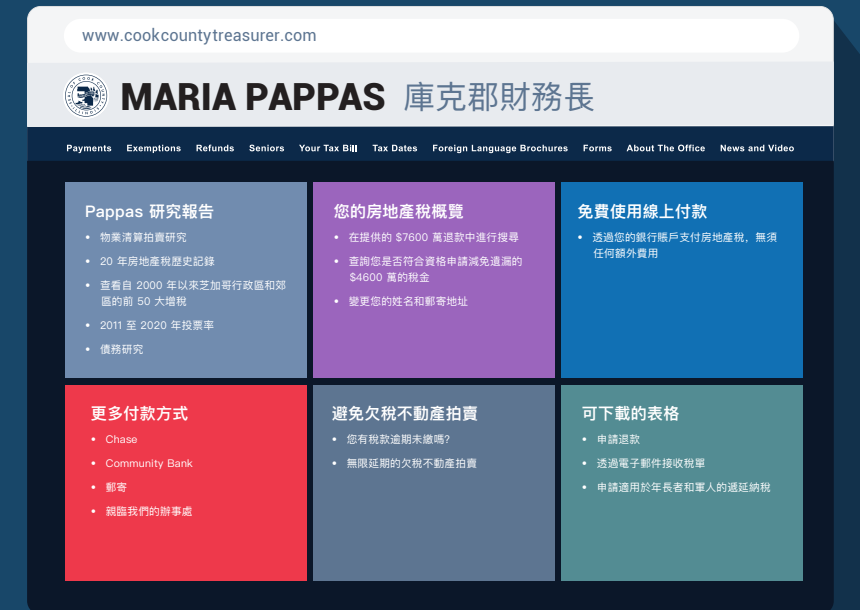 www.cookcountytreasurer.com
MARIA PAPPAS 庫克郡財務長
Payments Exemptions Refunds Seniors Your Tax Bill Tax Dates Foreign Language Brochures Forms About The Office News and Video
Pappas 研究報告
• 物業清算拍賣研究
• 20 年房地產稅歷史記錄
• 查看自 2000 年以來芝加哥行政區和郊
區的前 50 大增稅
• 2011 至 2020 年投票率
• 債務研究
您的房地產稅概覽
• 在提供的 $7600 萬退款中進行搜尋
• 查詢您是否符合資格申請減免遺漏的
$4600 萬的稅金
• 變更您的姓名和郵寄地址
免費使用線上付款
• 透過您的銀行賬戶支付房地產稅，無須
任何額外費用
更多付款方式
• Chase
• Community Bank
• 郵寄
• 親臨我們的辦事處
避免欠稅不動產拍賣
• 您有稅款逾期未繳嗎?
• 無限延期的欠稅不動產拍賣
可下載的表格
• 申請退款
• 透過電子郵件接收稅單
• 申請適用於年長者和軍人的遞延納稅